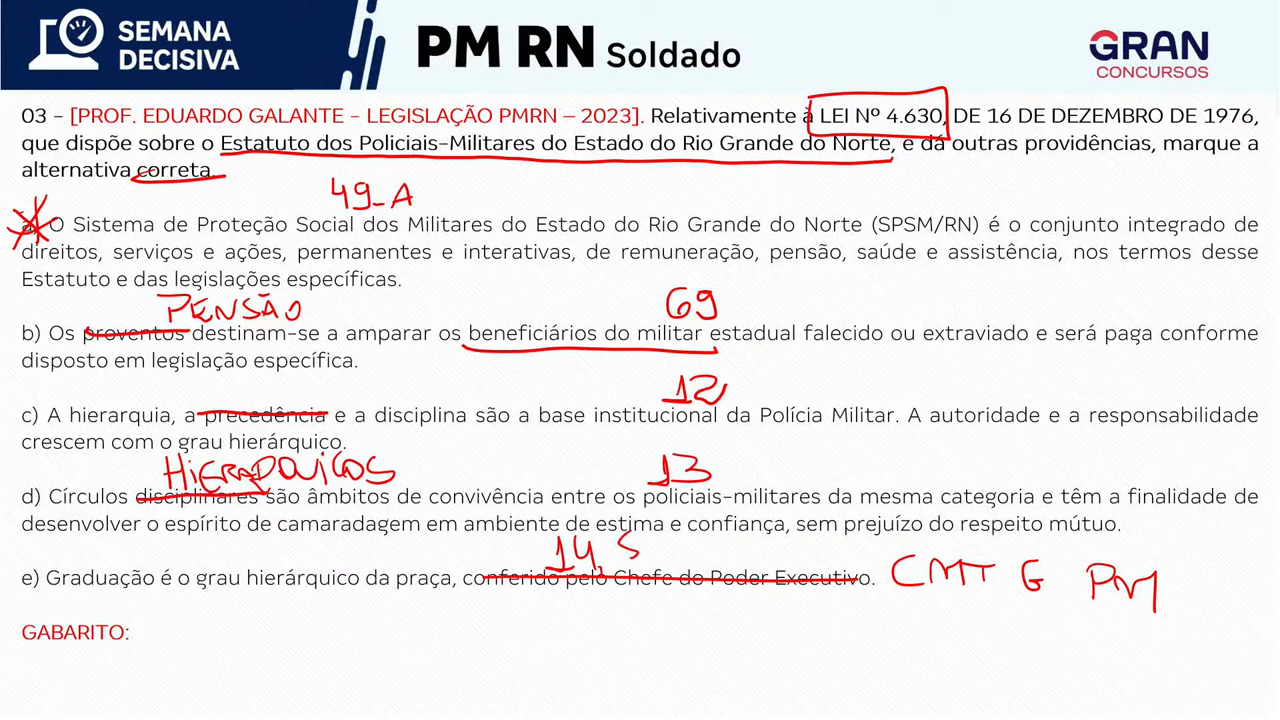 SEMANA
DECISIVA
PM RN Soldado
GRAN
CONCURSOS
03 - [PROF. EDUARDO GALANTE - LEGISLAÇÃO PMRN – 2023]. Relativamente à LEI Nº 4.630, DE 16 DE DEZEMBRO DE 1976,
que dispõe sobre o Estatuto dos Policiais-Militares do Estado do Rio Grande do Norte, e dá outras providências, marque a
alternativa correta.
49-A
a) O Sistema de Proteção Social dos Militares do Estado do Rio Grande do Norte (SPSM/RN) é o conjunto integrado de
direitos, serviços e ações, permanentes e interativas, de remuneração, pensão, saúde e assistência, nos termos desse
Estatuto e das legislações específicas.
PENSÃO 69
b) Os proventos destinam-se a amparar os beneficiários do militar estadual falecido ou extraviado e será paga conforme
disposto em legislação específica.
12
c) A hierarquia, a precedência e a disciplina são a base institucional da Polícia Militar. A autoridade e a responsabilidade
crescem com o grau hierárquico.
HIERÁRQUICOS 13
d) Círculos disciplinares são âmbitos de convivência entre os policiais-militares da mesma categoria e têm a finalidade de
desenvolver o espírito de camaradagem em ambiente de estima e confiança, sem prejuízo do respeito mútuo.
14, S
e) Graduação é o grau hierárquico da praça, conferido pelo Chefe do Poder Executivo. CMT G PM
GABARITO: